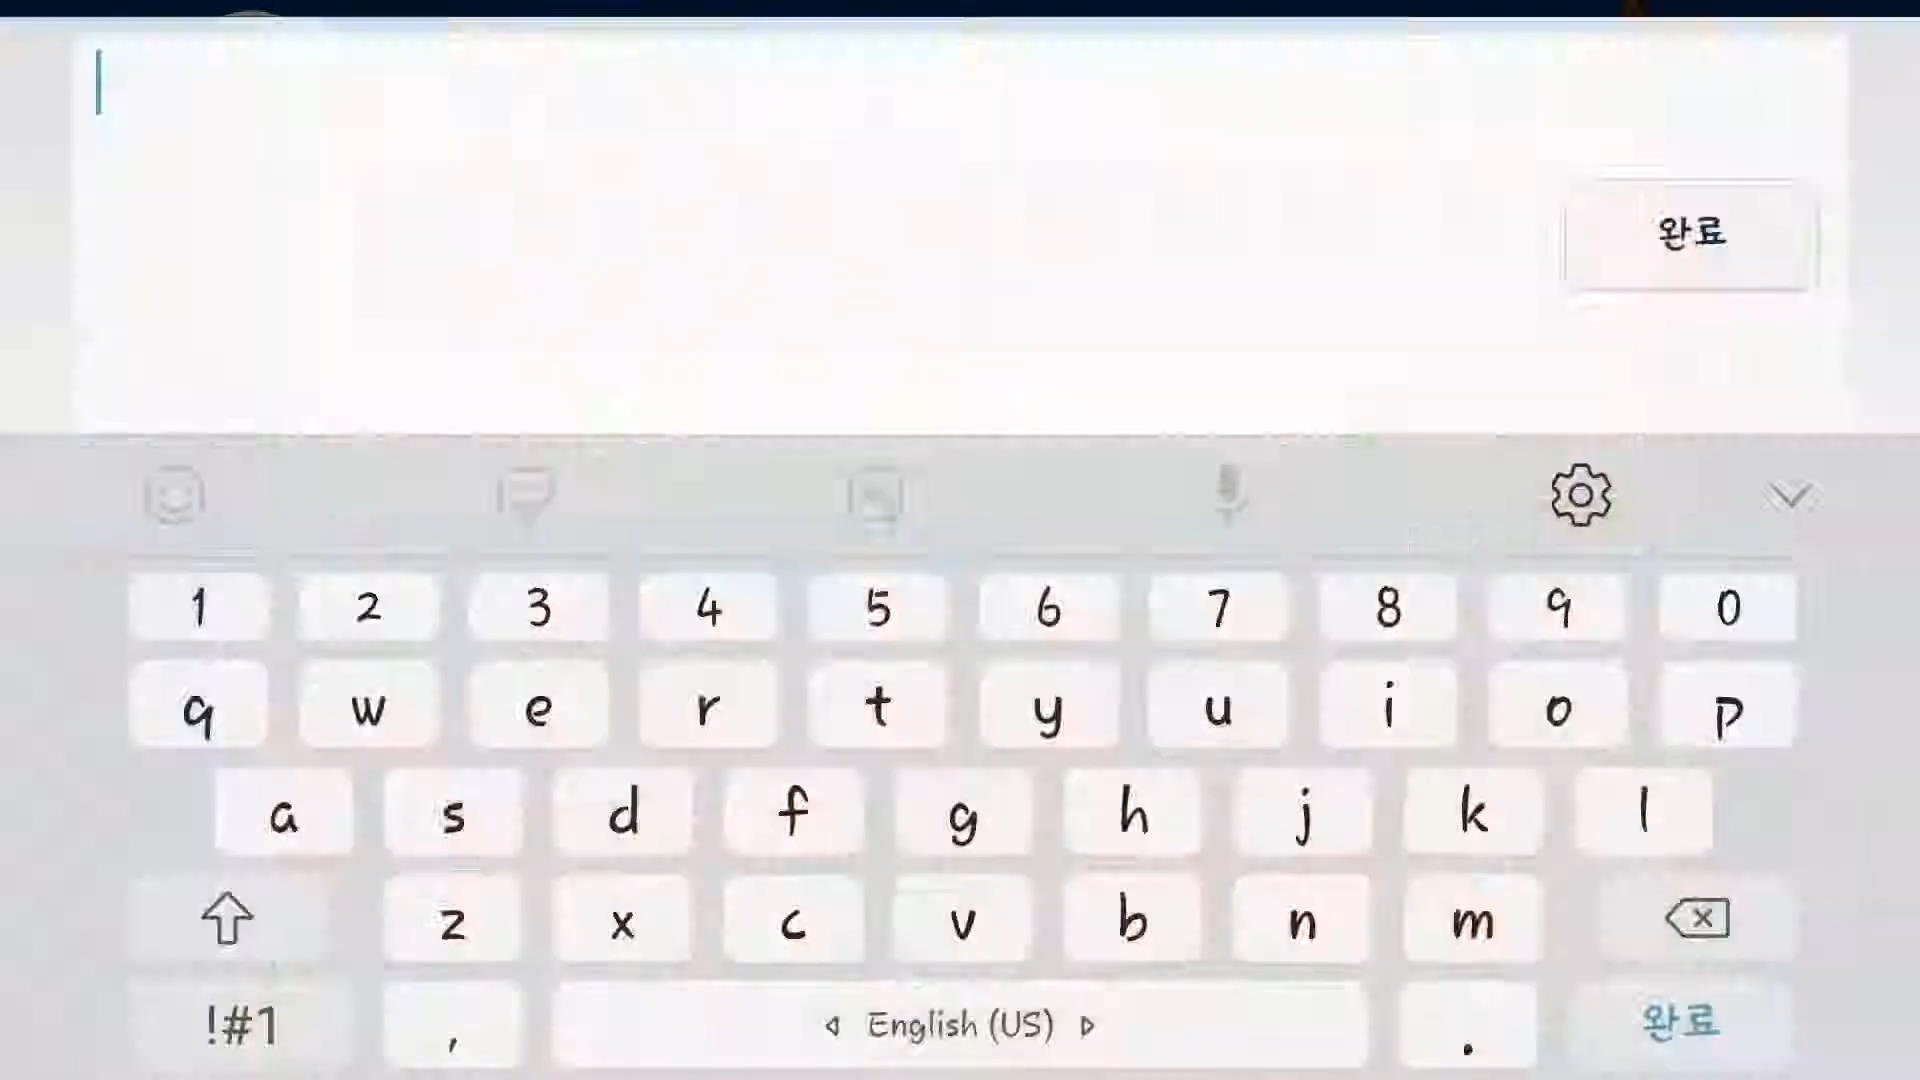 완료
1 2 3 4 5 6 7 8 9 0
q w e r t y u i o p
a s d f g h j k l
z x c v b n m
!#1 , English (US) . 완료